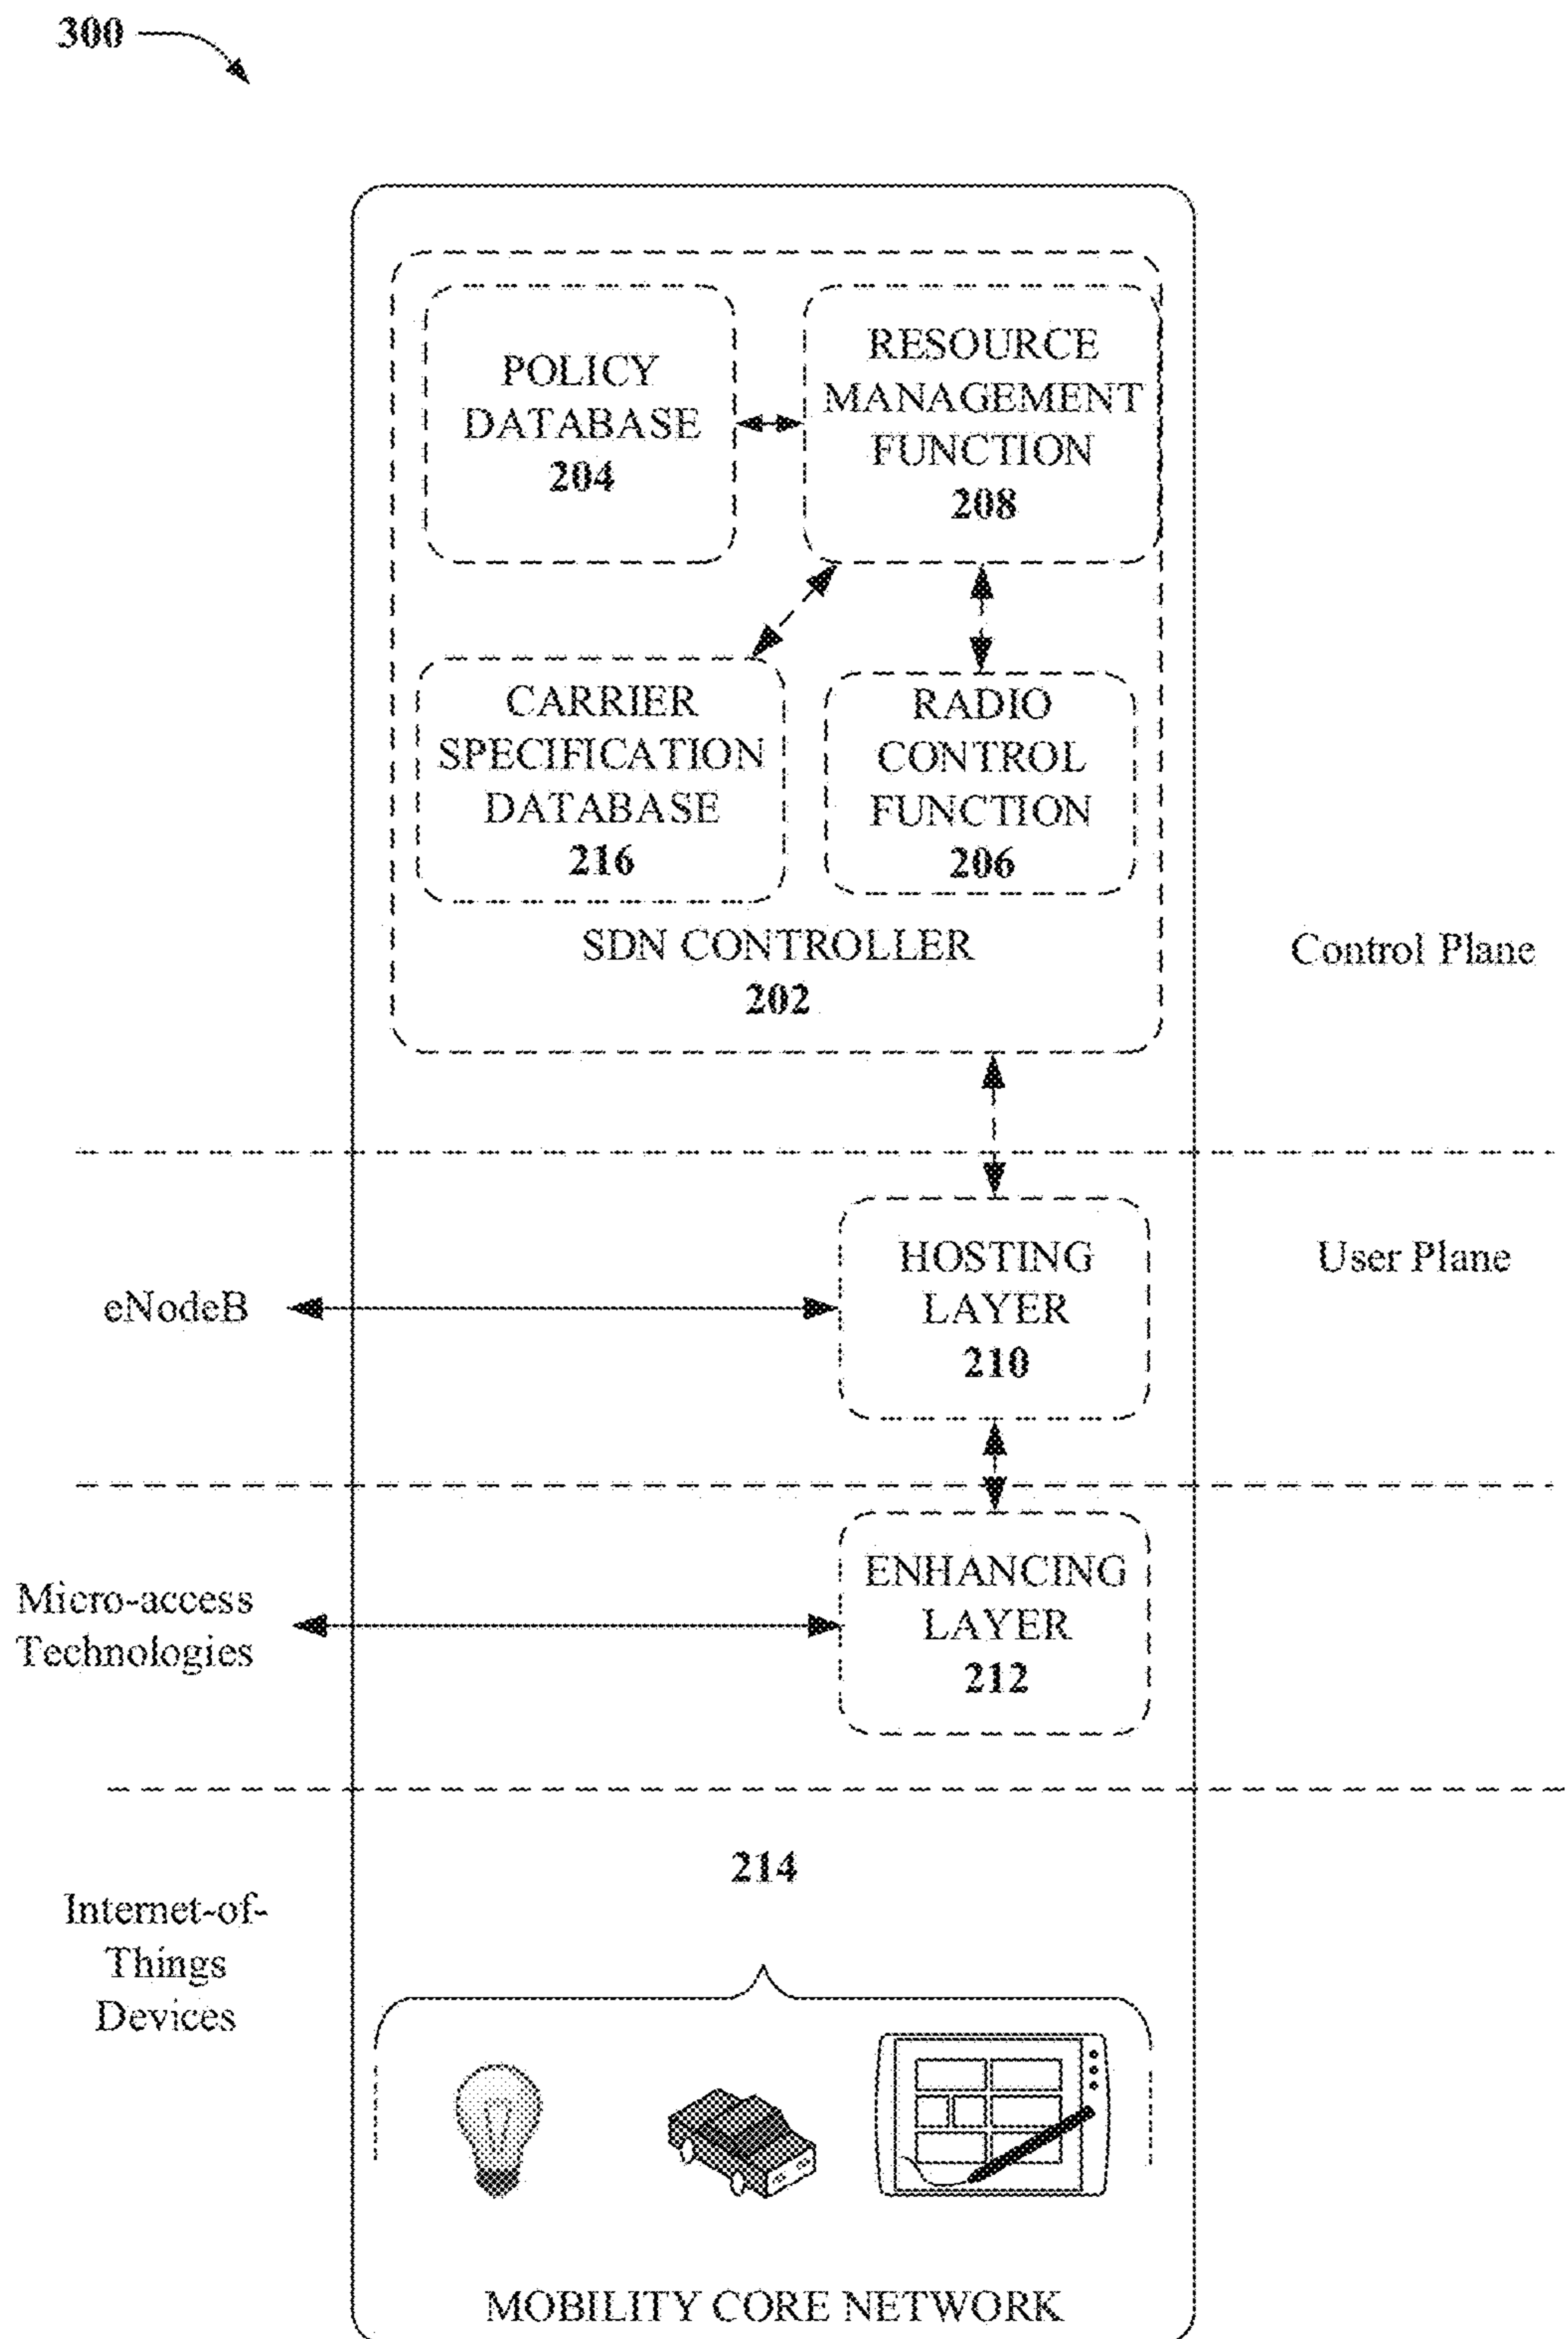 300
POLICY
DATABASE
204
RESOURCE
MANAGEMENT
FUNCTION
208
CARRIER
SPECIFICATION
DATABASE
216
RADIO
CONTROL
FUNCTION
206
SDN CONTROLLER
202
Control Plane
eNodeB
HOSTING
LAYER
210
User Plane
Micro-access
Technologies
ENHANCING
LAYER
212
214
Internet-of-
Things
Devices
MOBILITY CORE NETWORK